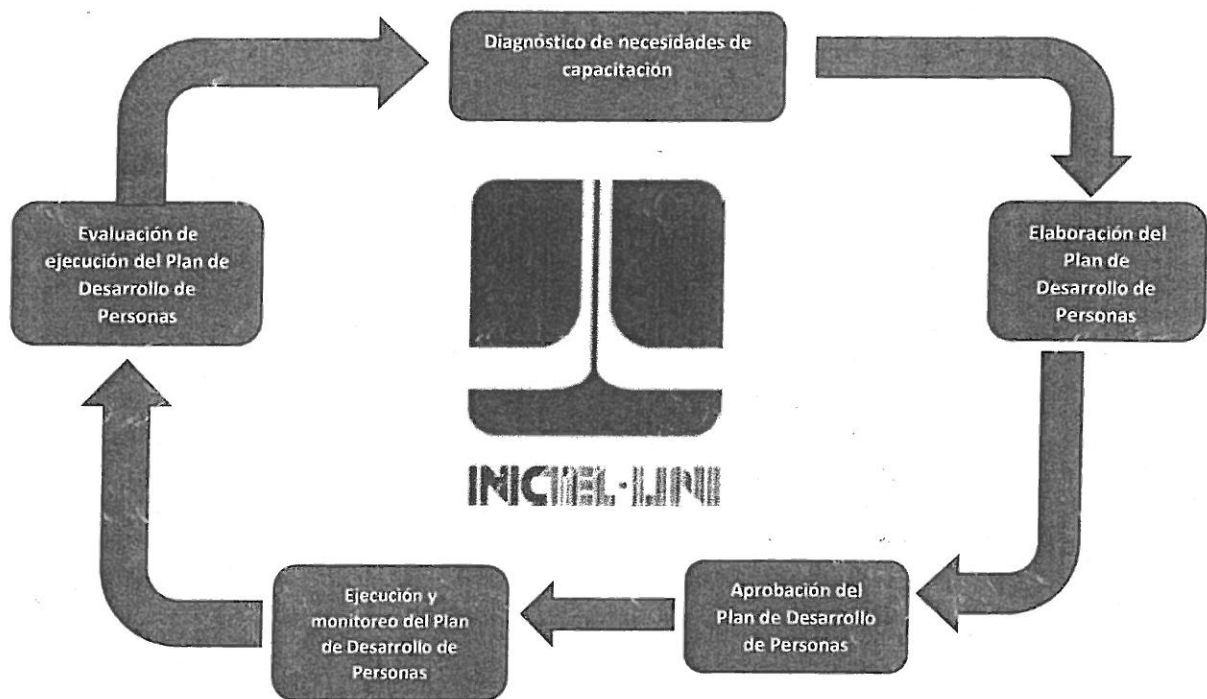 Diagnóstico de necesidades de
capacitación
Elaboración del
Plan de
Desarrollo de
Personas
Aprobación del
Plan de Desarrollo
de Personas
Ejecución y
monitoreo del Plan
de Desarrollo de
Personas
Evaluación de
ejecución del Plan de
Desarrollo de
Personas
INICTEL-UNI